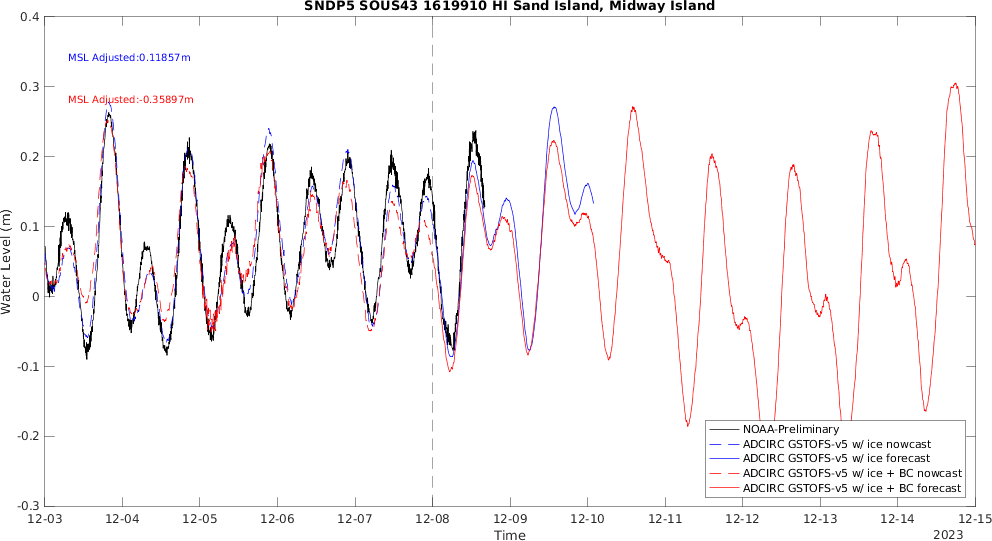 SNDP5 SOUS43 1619910 HI Sand Island, Midway Island
0.4
0.3
0.2
0.1
0
-0.1
-0.2
-0.3
Water Level (m)
MSL Adjusted:0.11857m
MSL Adjusted:-0.35897m
NOAA-Preliminary
ADCIRC GSTOFS-v5 w/ ice nowcast
ADCIRC GSTOFS-v5 w/ ice forecast
ADCIRC GSTOFS-v5 w/ ice + BC nowcast
ADCIRC GSTOFS-v5 w/ ice + BC forecast
12-03 12-04 12-05 12-06 12-07 12-08 12-09 12-10 12-11 12-12 12-13 12-14 12-15
Time
2023